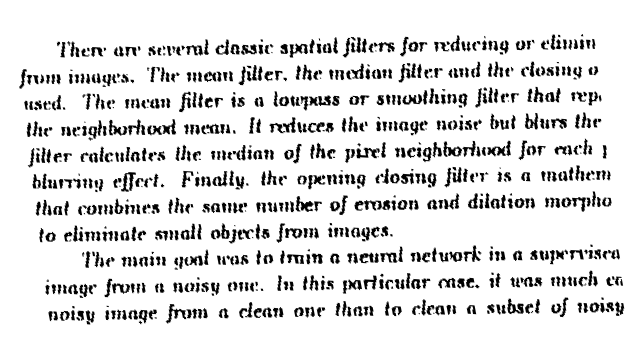 There are several classic spatial filters for reducing or elimin
from images. The mean filter, the median filter and the closing o
used. The mean filter is a lowpass or smoothing filter that rep
the neighborhood mean. It reduces the image noise but blurs the
filter calculates the median of the pixel neighborhood for each p
blurring effect. Finally, the opening closing filter is a mathem
that combines the same number of erosion and dilation morpho
to eliminate small objects from images.
The main goal was to train a neural network in a supervised
image from a noisy one. In this particular case, it was much ea
noisy image from a clean one than to clean a subset of noisy